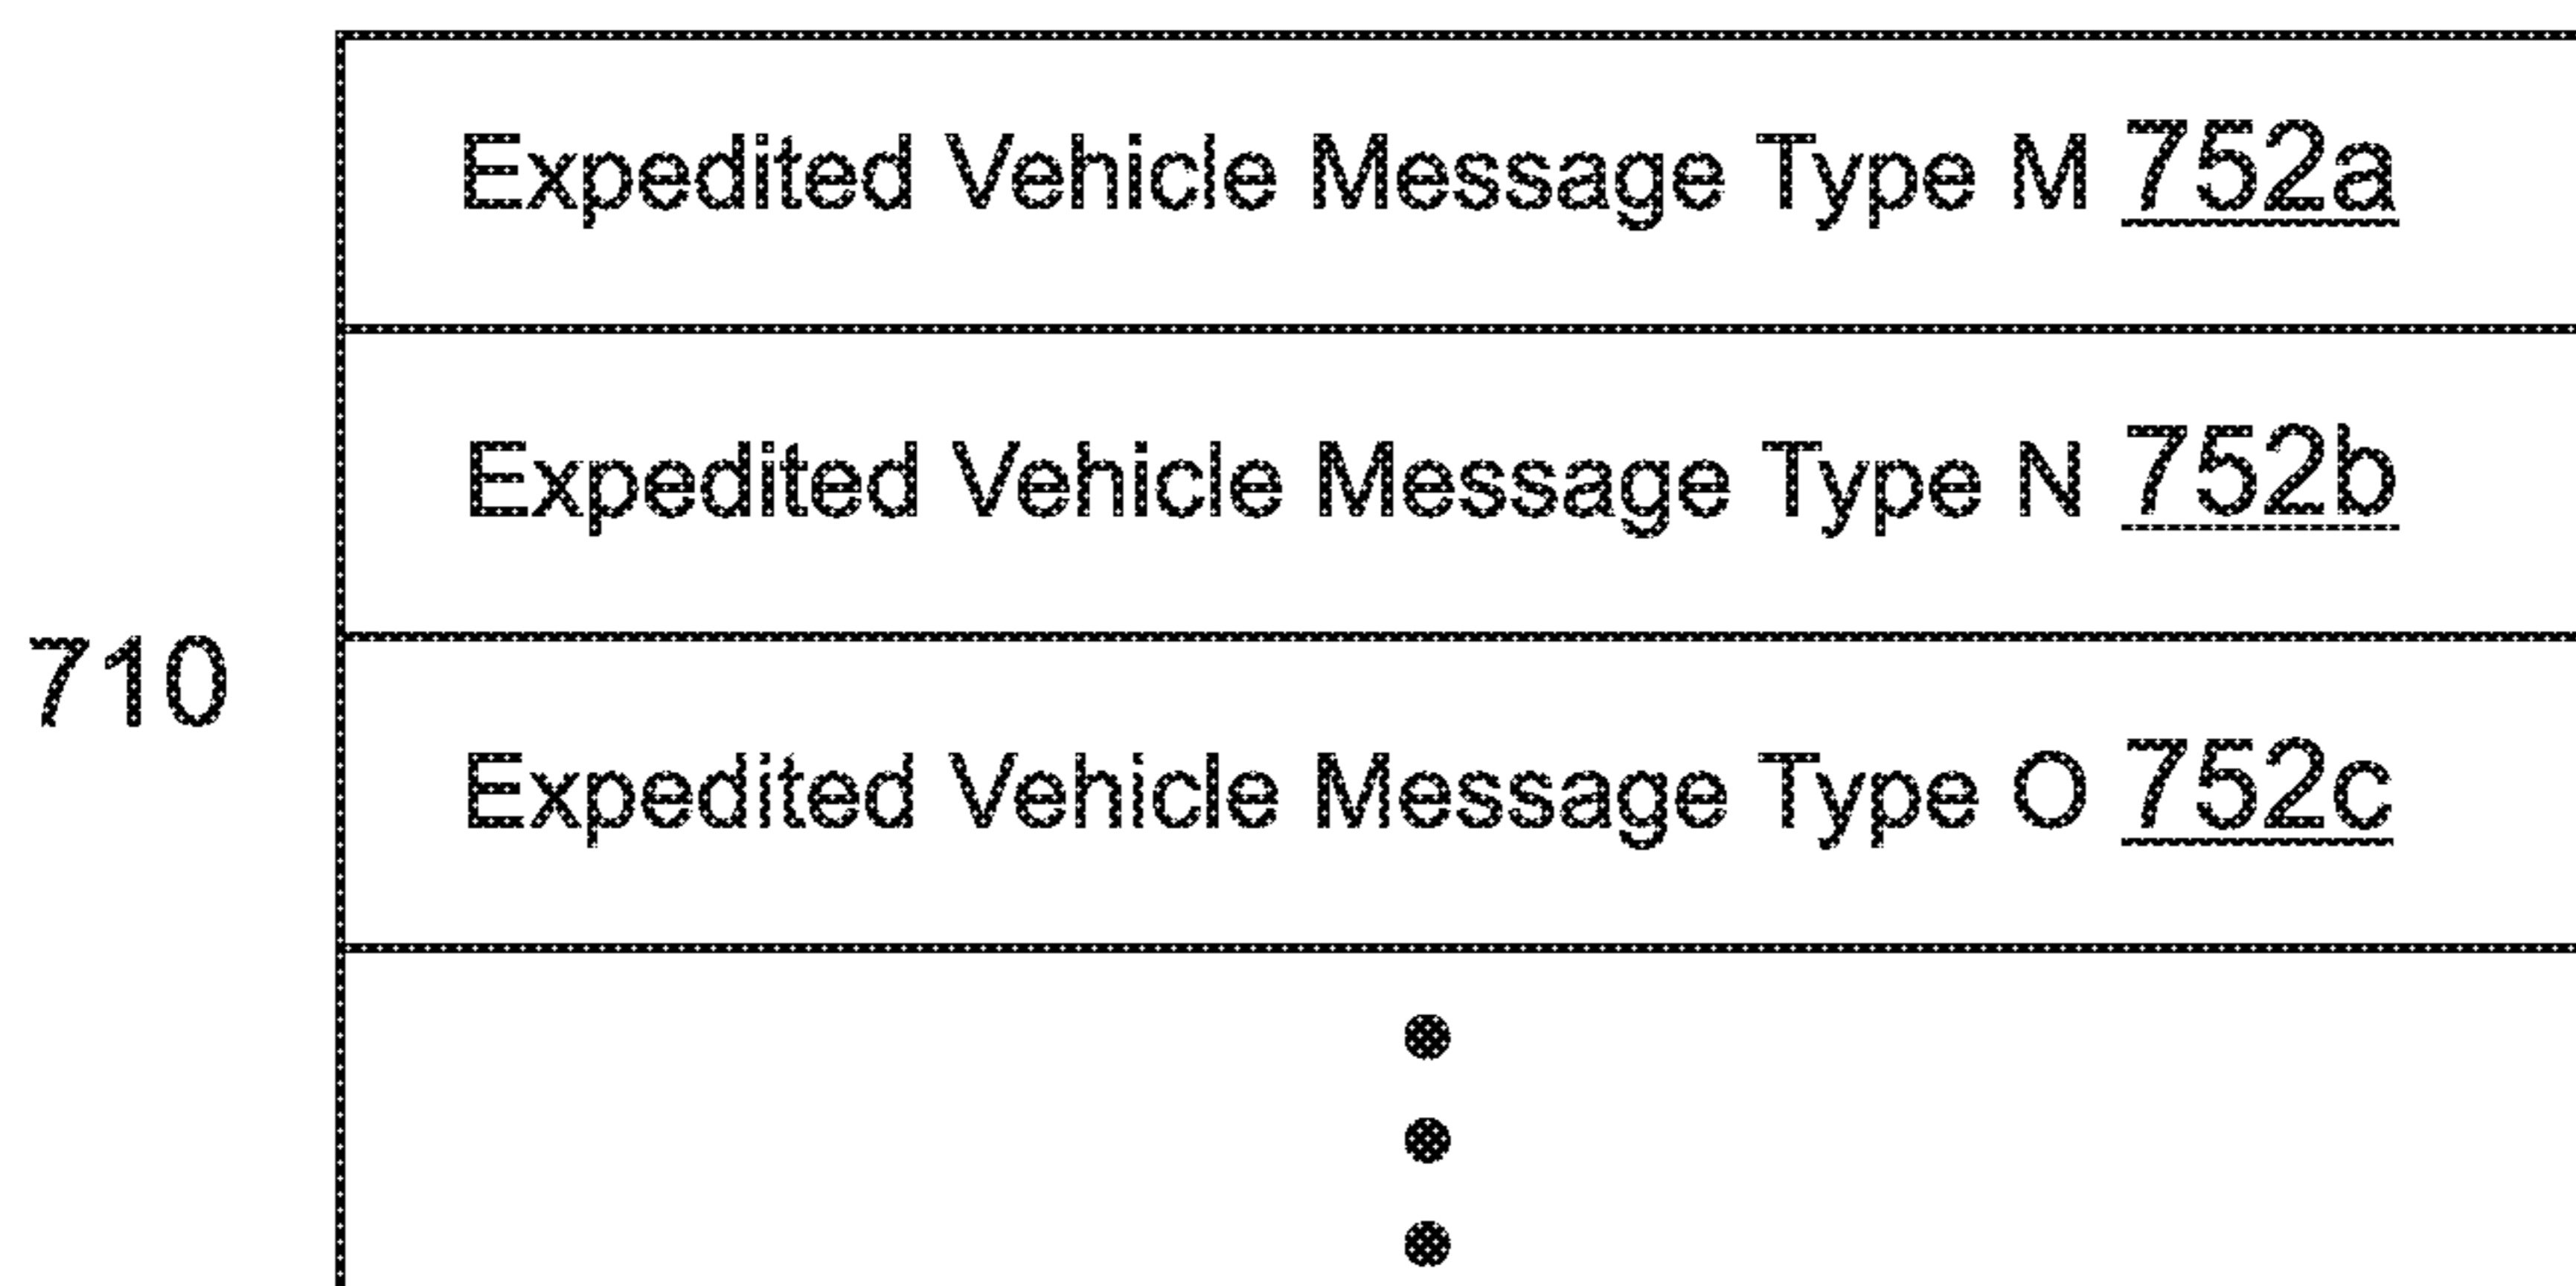 Expedited Vehicle Message Type M 752a
Expedited Vehicle Message Type N 752b
710
Expedited Vehicle Message Type O 752c